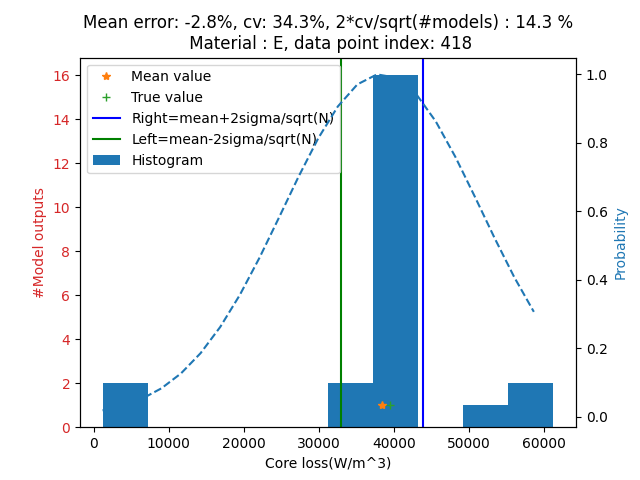 Mean error: -2.8%, cv: 34.3%, 2*cv/sqrt(#models) : 14.3 %
Material : E, data point index: 418
Mean value
True value
Right=mean+2sigma/sqrt(N)
Left=mean-2sigma/sqrt(N)
Histogram
#Model outputs
16
14
12
10
8
6
4
2
0
1.0
0.8
0.6
0.4
0.2
0.0
Probability
0 10000 20000 30000 40000 50000 60000
Core loss(W/m^3)